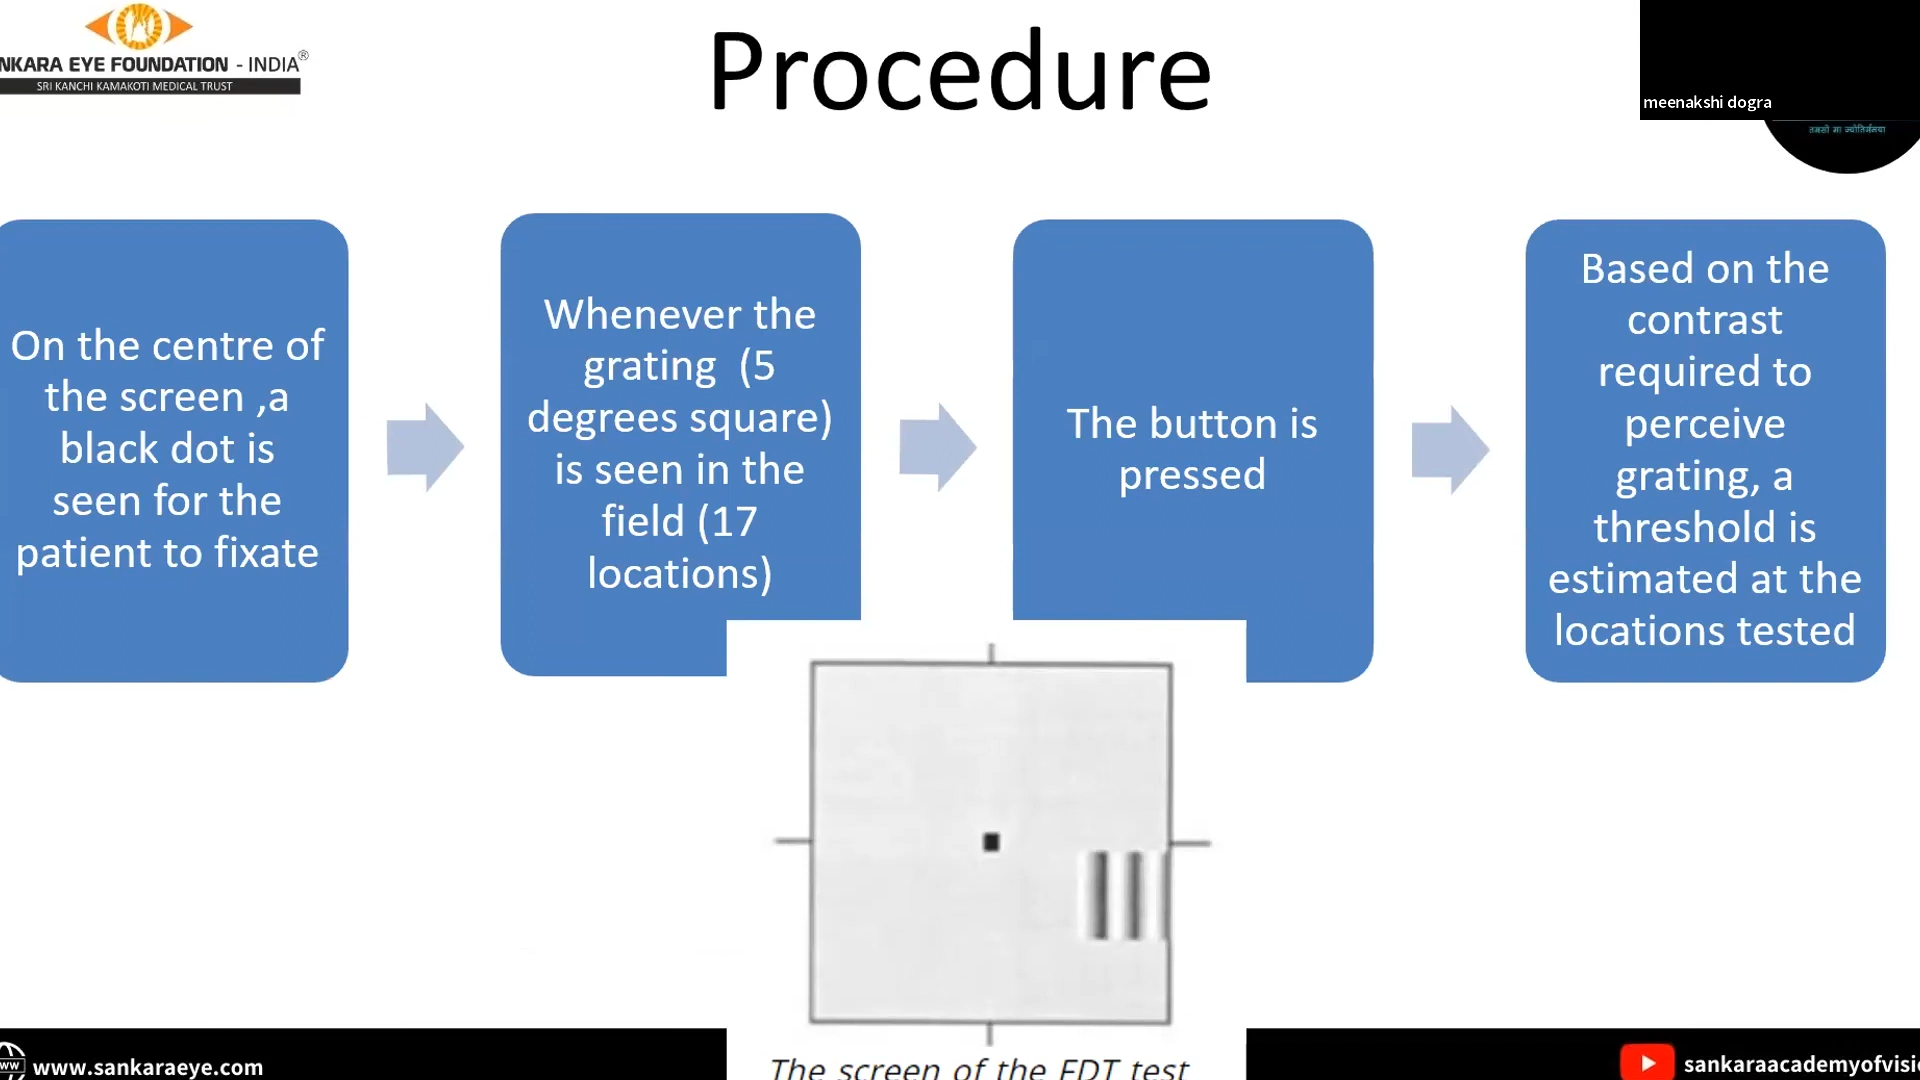 NKARA EYE FOUNDATION - INDIA®
SRI KANCHI KAMAKOTI MEDICAL TRUST
Procedure
meenakshi dogra
तमसो मा ज्योतिर्गमया
On the centre of
the screen ,a
black dot is
seen for the
patient to fixate
Whenever the
grating (5
degrees square)
is seen in the
field (17
locations)
The button is
pressed
Based on the
contrast
required to
perceive
grating, a
threshold is
estimated at the
locations tested
The screen of the FDT test
www.sankaraeye.com
sankaraacademyofvisi